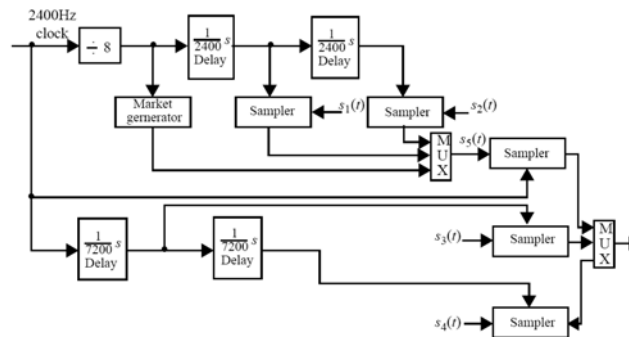 2400Hz
clock
÷ 8
1/2400 s
Delay
1/2400 s
Delay
Market
gernerator
Sampler
s₁(t)
Sampler
s₂(t)
M
U
X
s₅(t)
Sampler
1/7200 s
Delay
1/7200 s
Delay
s₃(t)
Sampler
M
U
X
s₄(t)
Sampler